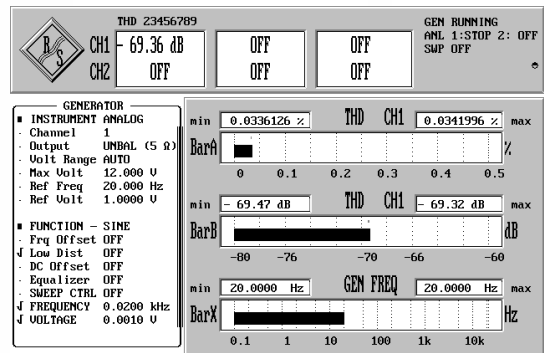 THD 23456789
R S
CH1 - 69.36 dB OFF OFF
CH2 OFF OFF OFF
GEN RUNNING
ANL 1:STOP 2: OFF
SWP OFF
GENERATOR
INSTRUMENT ANALOG
Channel 1
Output UNBAL (5 Ω)
Volt Range AUTO
Max Volt 12.000 V
Ref Freq 20.000 Hz
Ref Volt 1.0000 V
FUNCTION - SINE
Frq Offset OFF
√ Low Dist OFF
DC Offset OFF
Equalizer OFF
SWEEP CTRL OFF
√ FREQUENCY 0.0200 kHz
√ VOLTAGE 0.0010 V
min 0.0336126 % THD CH1 0.0341996 % max
BarA %
0 0.1 0.2 0.3 0.4 0.5
min - 69.47 dB THD CH1 - 69.32 dB max
BarB dB
-80 -76 -70 -66 -60
min 20.0000 Hz GEN FREQ 20.0000 Hz max
BarX Hz
0.1 1 10 100 1k 10k